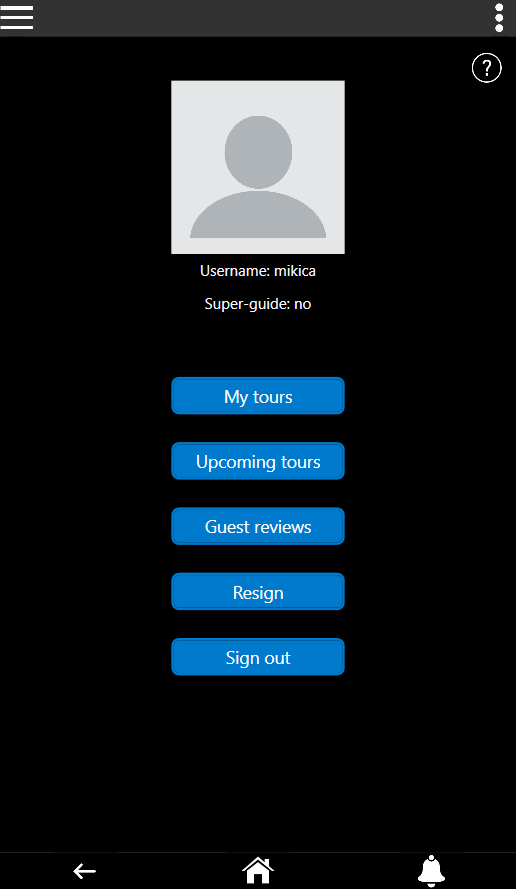 ?
Username: mikica
Super-guide: no
My tours
Upcoming tours
Guest reviews
Resign
Sign out